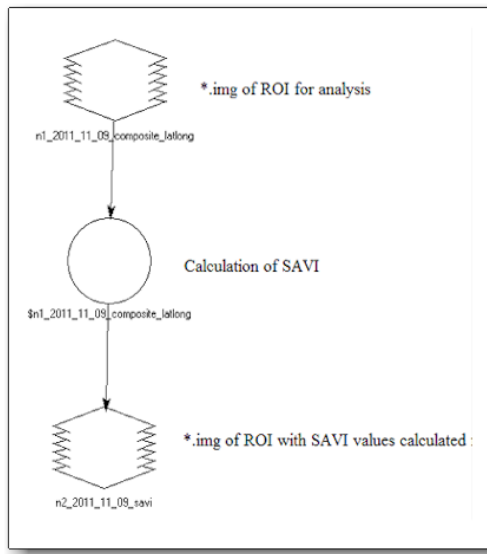 *.img of ROI for analysis
n1_2011_11_09_composite_latlong
Calculation of SAVI
$n1_2011_11_09_composite_latlong
*.img of ROI with SAVI values calculated :
n2_2011_11_09_savi